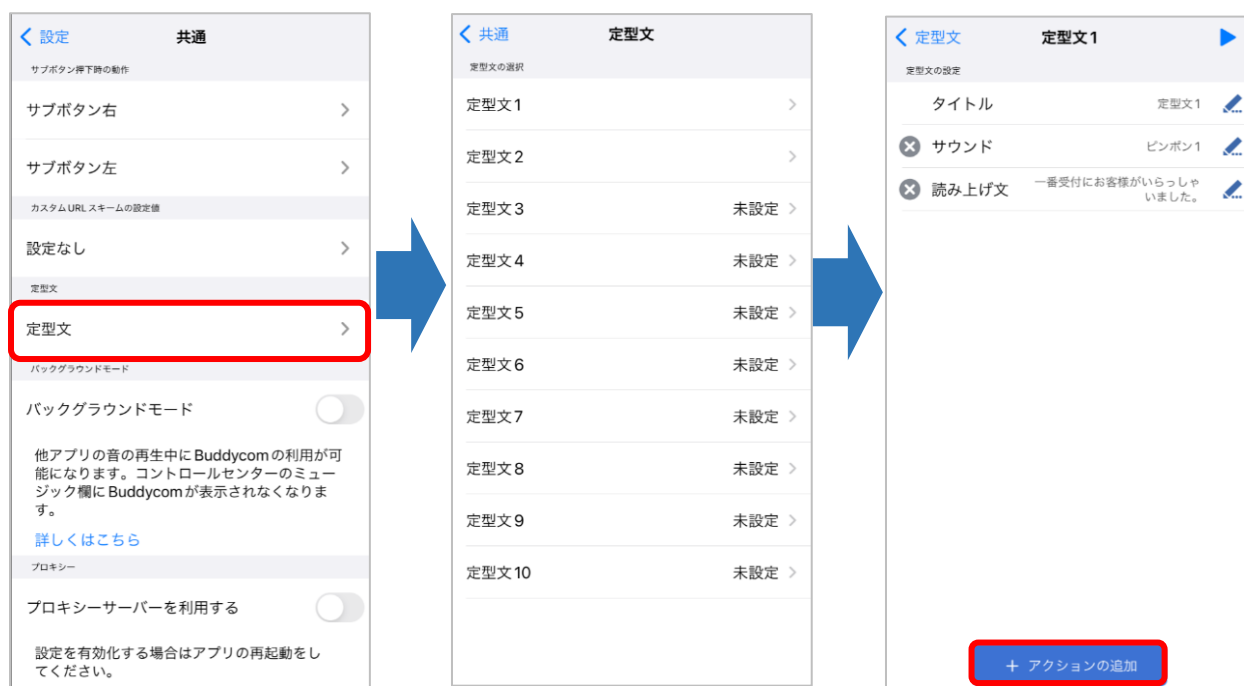 設定
共通
サブボタン押下時の動作
サブボタン右
サブボタン左
カスタムURLスキームの設定値
設定なし
定型文
定型文
バックグラウンドモード
バックグラウンドモード
他アプリの音の再生中にBuddycomの利用が可
能になります。コントロールセンターのミュー
ジック欄にBuddycomが表示されなくなりま
す。
詳しくはこちら
プロキシー
プロキシーサーバーを利用する
設定を有効化する場合はアプリの再起動をし
てください。
共通
定型文
定型文の選択
定型文1
定型文2
定型文3 未設定
定型文4 未設定
定型文5 未設定
定型文6 未設定
定型文7 未設定
定型文8 未設定
定型文9 未設定
定型文10 未設定
定型文
定型文1
定型文の設定
タイトル 定型文1
サウンド ピンポン1
読み上げ文 一番受付にお客様がいらっしゃ
いました。
+ アクションの追加